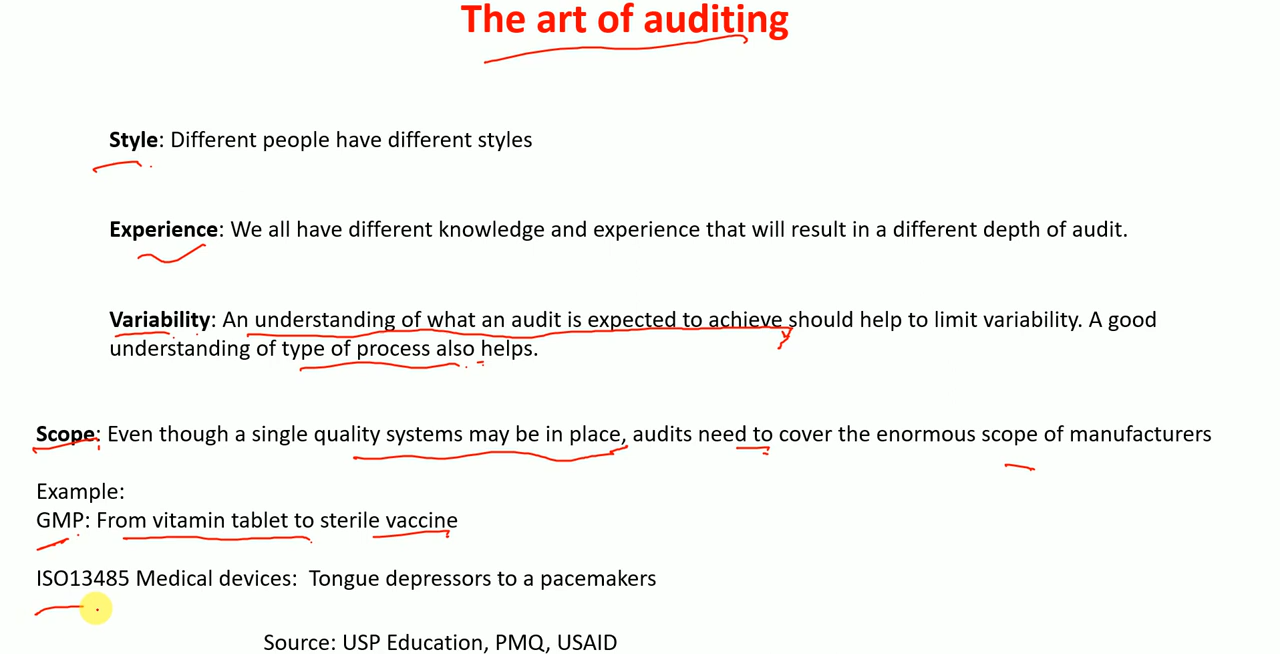 The art of auditing
Style: Different people have different styles
Experience: We all have different knowledge and experience that will result in a different depth of audit.
Variability: An understanding of what an audit is expected to achieve should help to limit variability. A good
understanding of type of process also helps.
Scope: Even though a single quality systems may be in place, audits need to cover the enormous scope of manufacturers
Example:
GMP: From vitamin tablet to sterile vaccine
ISO13485 Medical devices:  Tongue depressors to a pacemakers
Source: USP Education, PMQ, USAID